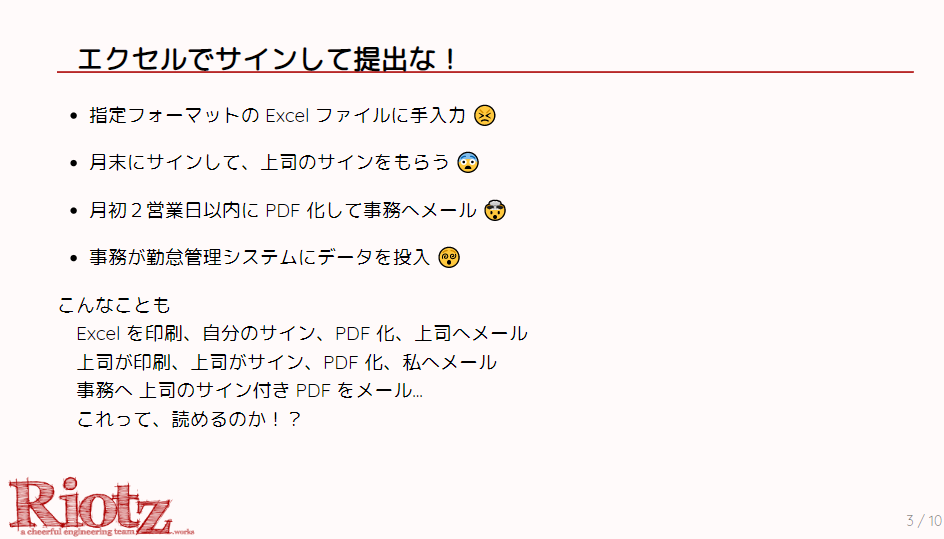 エクセルでサインして提出な！
• 指定フォーマットの Excel ファイルに手入力 😣
• 月末にサインして、上司のサインをもらう 😨
• 月初２営業日以内に PDF 化して事務へメール 🤯
• 事務が勤怠管理システムにデータを投入 😵‍💫
こんなことも
Excel を印刷、自分のサイン、PDF 化、上司へメール
上司が印刷、上司がサイン、PDF 化、私へメール
事務へ 上司のサイン付き PDF をメール...
これって、読めるのか！？
Riotz
a cheerful engineering team .works
3 / 10